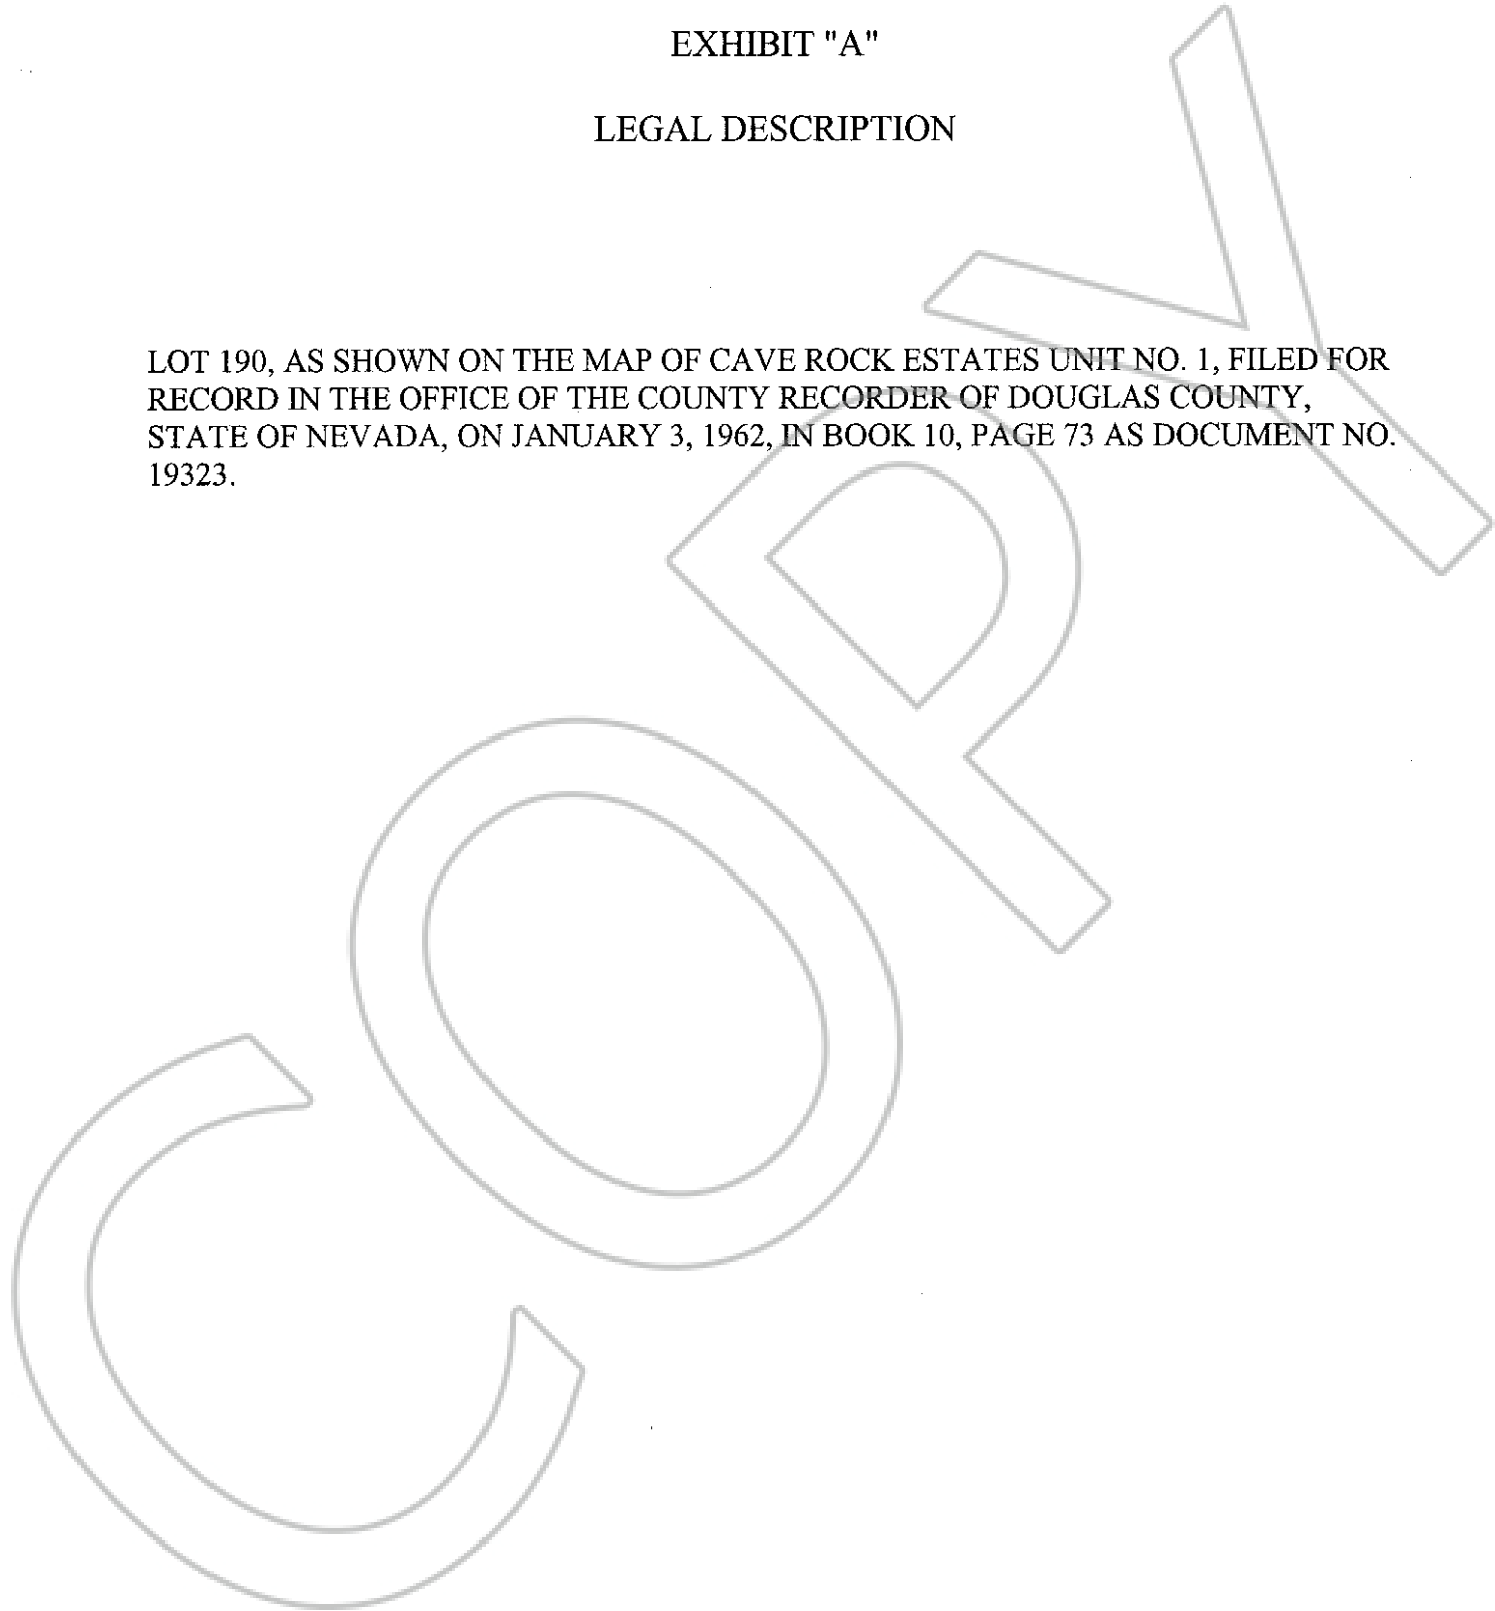 EXHIBIT "A"
LEGAL DESCRIPTION
LOT 190, AS SHOWN ON THE MAP OF CAVE ROCK ESTATES UNIT NO. 1, FILED FOR
RECORD IN THE OFFICE OF THE COUNTY RECORDER OF DOUGLAS COUNTY,
STATE OF NEVADA, ON JANUARY 3, 1962, IN BOOK 10, PAGE 73 AS DOCUMENT NO.
19323.
COPY